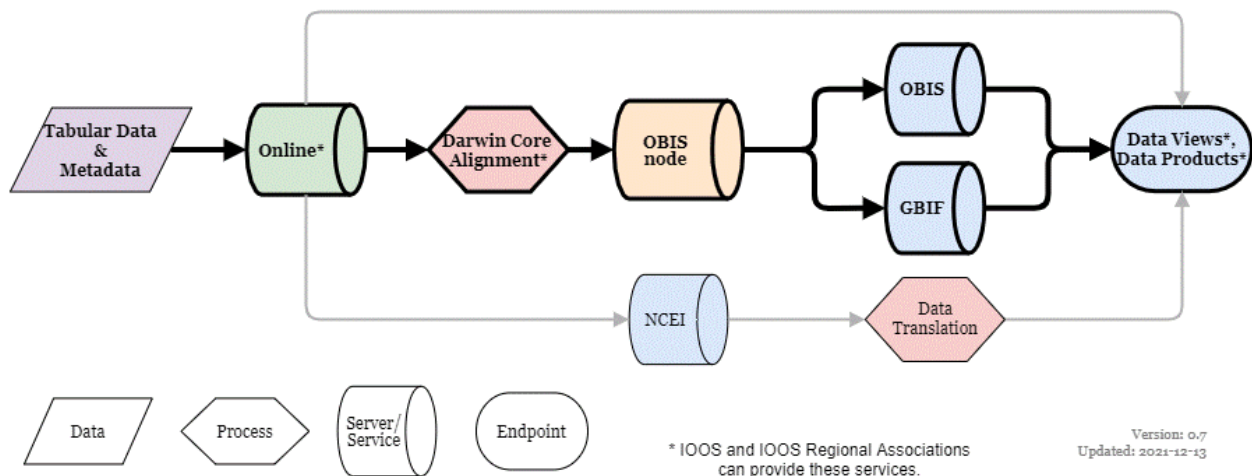 Tabular Data
&
Metadata
Online*
Darwin Core
Alignment*
OBIS
node
OBIS
GBIF
Data Views*,
Data Products*
NCEI
Data
Translation
Data
Process
Server/
Service
Endpoint
* IOOS and IOOS Regional Associations
can provide these services.
Version: 0.7
Updated: 2021-12-13